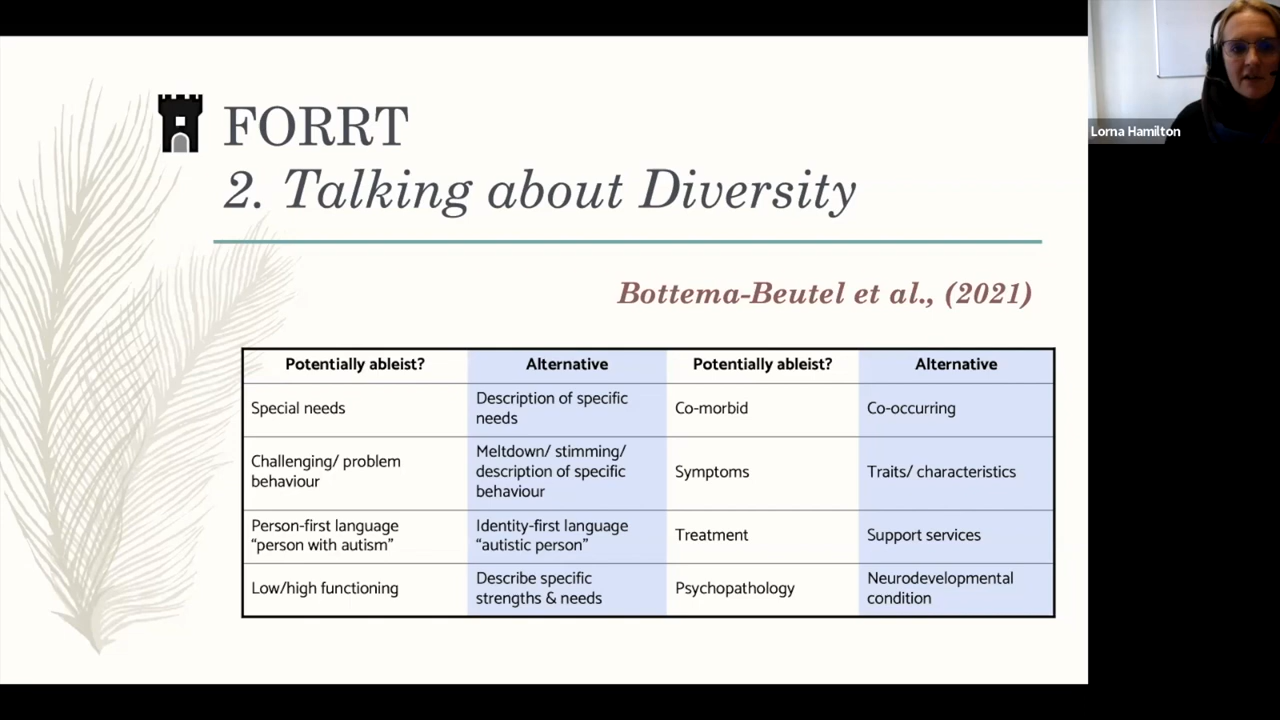 FORRT
2. Talking about Diversity
Lorna Hamilton
Bottema-Beutel et al., (2021)
Potentially ableist? Alternative Potentially ableist? Alternative
Special needs
Description of specific
needs
Co-morbid
Co-occurring
Challenging/ problem
behaviour
Meltdown/ stimming/
description of specific
behaviour
Symptoms
Traits/ characteristics
Person-first language
“person with autism”
Identity-first language
“autistic person”
Treatment
Support services
Low/high functioning
Describe specific
strengths & needs
Psychopathology
Neurodevelopmental
condition